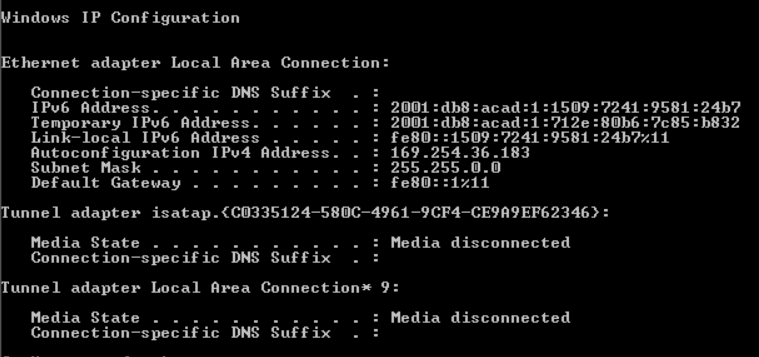 Windows IP Configuration
Ethernet adapter Local Area Connection:
Connection-specific DNS Suffix . :
IPv6 Address. . . . . . . . . . . : 2001:db8:acad:1:1509:7241:9581:24b7
Temporary IPv6 Address. . . . . . : 2001:db8:acad:1:712e:80b6:7c85:b832
Link-local IPv6 Address . . . . . : fe80::1509:7241:9581:24b7%11
Autoconfiguration IPv4 Address. . : 169.254.36.183
Subnet Mask . . . . . . . . . . . : 255.255.0.0
Default Gateway . . . . . . . . . : fe80::1%11
Tunnel adapter isatap.{C0335124-580C-4961-9CF4-CE9A9EF62346}:
Media State . . . . . . . . . . . : Media disconnected
Connection-specific DNS Suffix . :
Tunnel adapter Local Area Connection* 9:
Media State . . . . . . . . . . . : Media disconnected
Connection-specific DNS Suffix . :